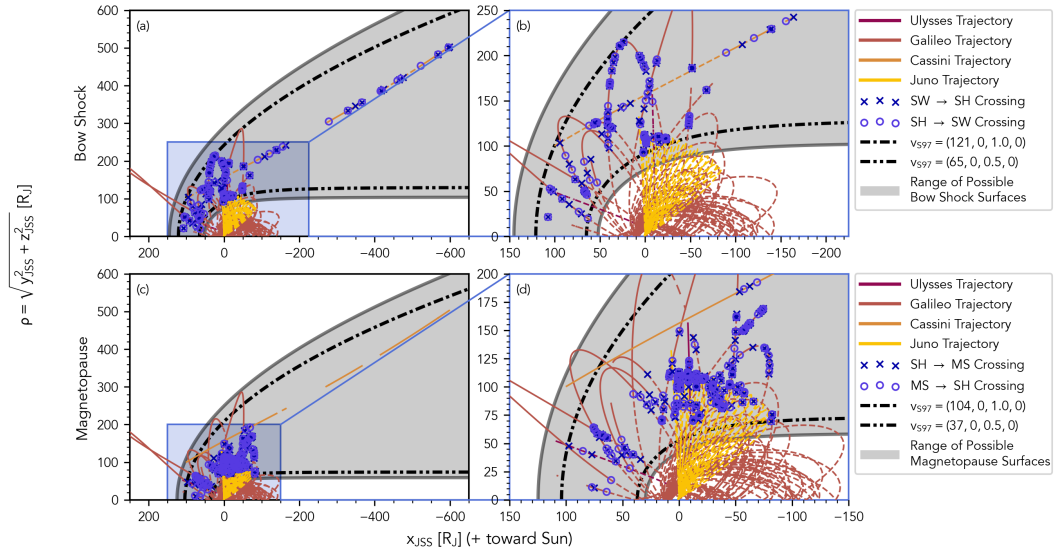 (a)
(b)
Bow Shock
600
500
400
300
200
100
0
200
0
−200
−400
−600
250
200
150
100
50
0
150
100
50
0
−50
−100
−150
−200
Ulysses Trajectory
Galileo Trajectory
Cassini Trajectory
Juno Trajectory
SW → SH Crossing
SH → SW Crossing
vS97 = (121, 0, 1.0, 0)
vS97 = (65, 0, 0.5, 0)
Range of Possible
Bow Shock Surfaces
ρ = √y²JSS + z²JSS [RJ]
(c)
(d)
Magnetopause
600
500
400
300
200
100
0
200
0
−200
−400
−600
200
175
150
125
100
75
50
25
0
150
100
50
0
−50
−100
−150
Ulysses Trajectory
Galileo Trajectory
Cassini Trajectory
Juno Trajectory
SH → MS Crossing
MS → SH Crossing
vS97 = (104, 0, 1.0, 0)
vS97 = (37, 0, 0.5, 0)
Range of Possible
Magnetopause Surfaces
xJSS [RJ] (+ toward Sun)